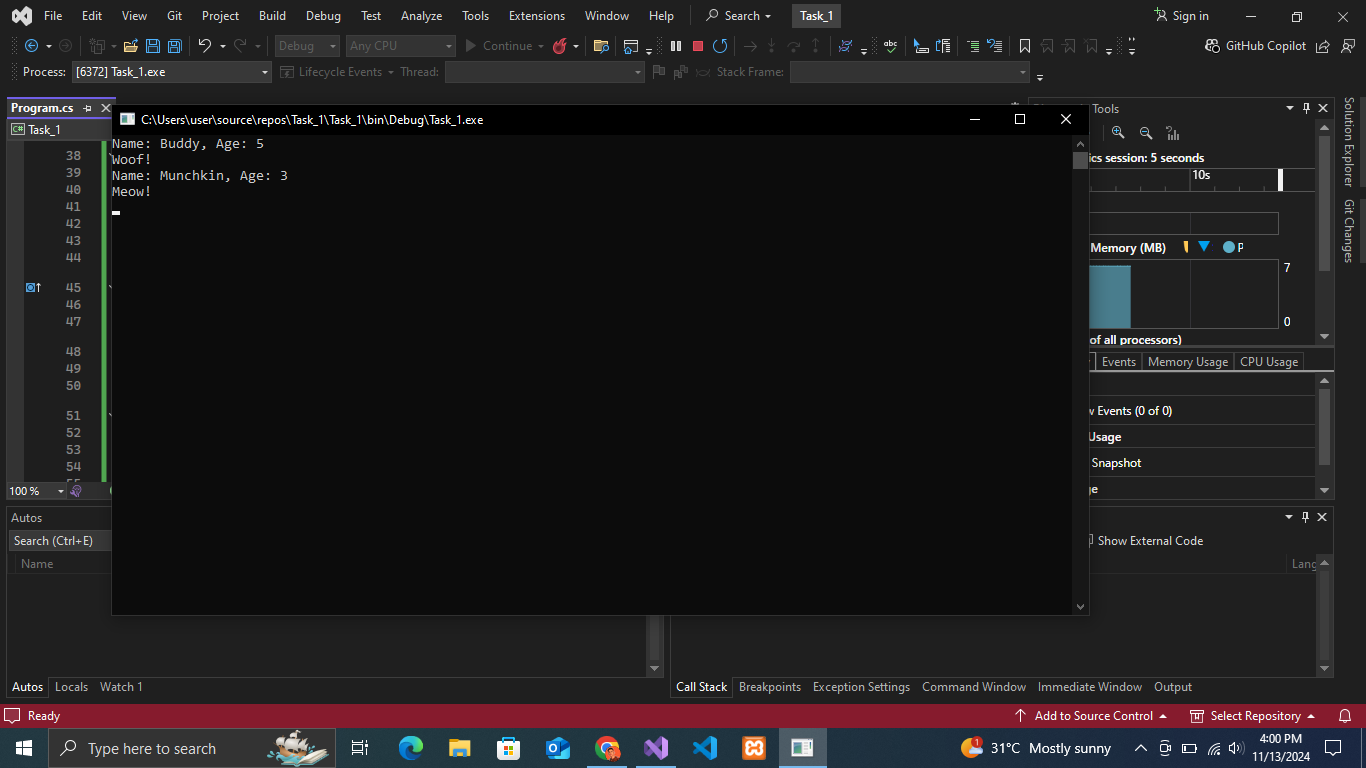 File Edit View Git Project Build Debug Test Analyze Tools Extensions Window Help Search Task_1 Sign in
Debug Any CPU Continue GitHub Copilot
Process: [6372] Task_1.exe Lifecycle Events Thread: Stack Frame:
Program.cs
Task_1
Tools
C:\Users\user\source\repos\Task_1\Task_1\bin\Debug\Task_1.exe
Name: Buddy, Age: 5
Woof!
Name: Munchkin, Age: 3
Meow!
38
39
40
41
42
43
44
45
46
47
48
49
50
51
52
53
54
100 %
session: 5 seconds
10s
Memory (MB) P
7
0
of all processors)
Events Memory Usage CPU Usage
Events (0 of 0)
Usage
Snapshot
Solution Explorer
Git Changes
Autos
Search (Ctrl+E)
Name
Show External Code
Lang
Autos Locals Watch 1
Call Stack Breakpoints Exception Settings Command Window Immediate Window Output
Ready Add to Source Control Select Repository
Type here to search
1 31°C Mostly sunny 4:00 PM
11/13/2024